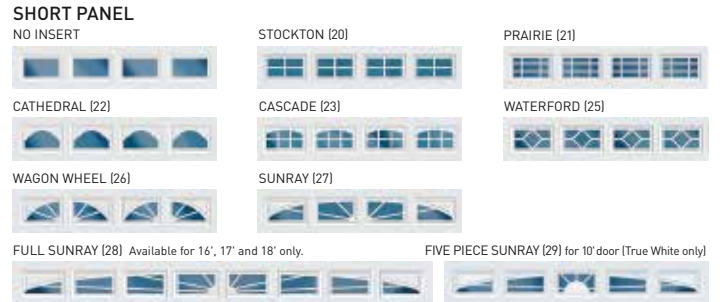 SHORT PANEL
NO INSERT
STOCKTON (20)
PRAIRIE (21)
CATHEDRAL (22)
CASCADE (23)
WATERFORD (25)
WAGON WHEEL (26)
SUNRAY (27)
FULL SUNRAY (28) Available for 16', 17' and 18' only.
FIVE PIECE SUNRAY (29) for 10' door (True White only)